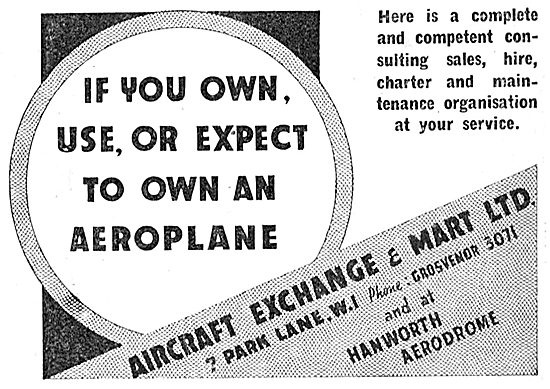 IF YOU OWN,
USE, OR EXPECT
TO OWN AN
AEROPLANE
Here is a complete
and competent con-
sulting sales, hire,
charter and main-
tenance organisation
at your service.
AIRCRAFT EXCHANGE & MART LTD.
7 PARK LANE, W.1 Phone - GROSVENOR 3071
and at
HANWORTH
AERODROME